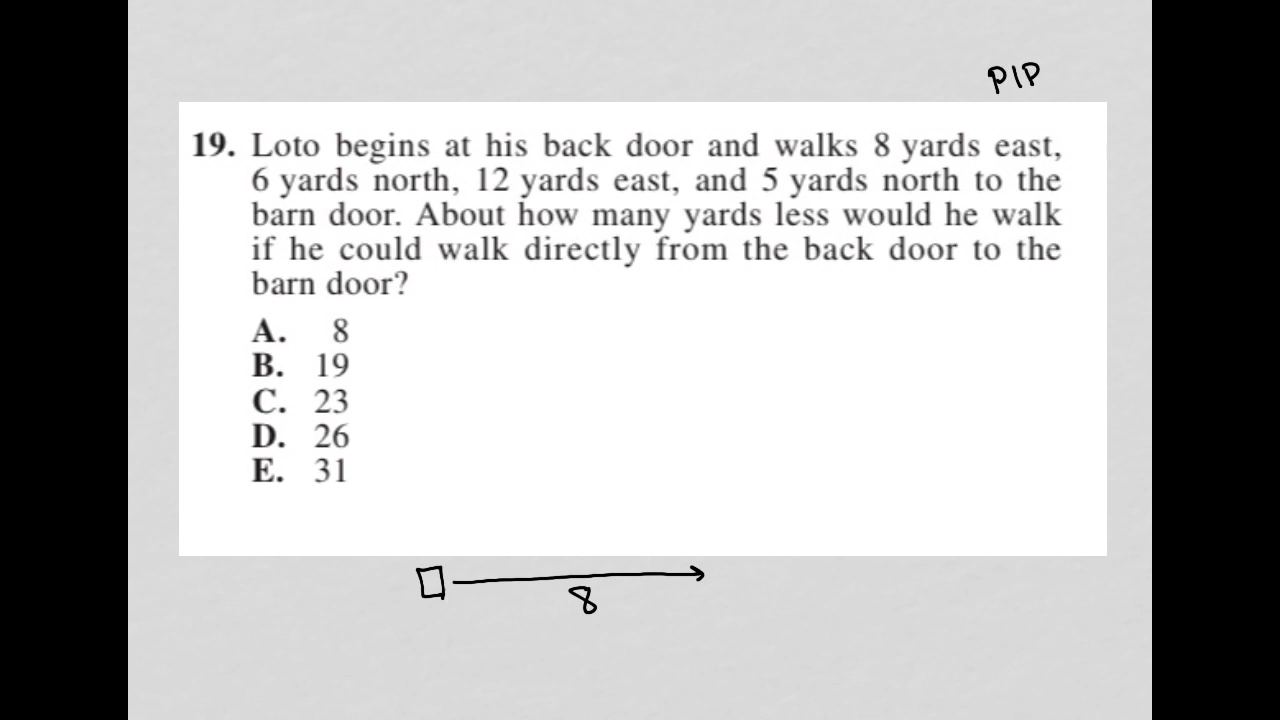 PIP
19. Loto begins at his back door and walks 8 yards east,
6 yards north, 12 yards east, and 5 yards north to the
barn door. About how many yards less would he walk
if he could walk directly from the back door to the
barn door?
A. 8
B. 19
C. 23
D. 26
E. 31
8